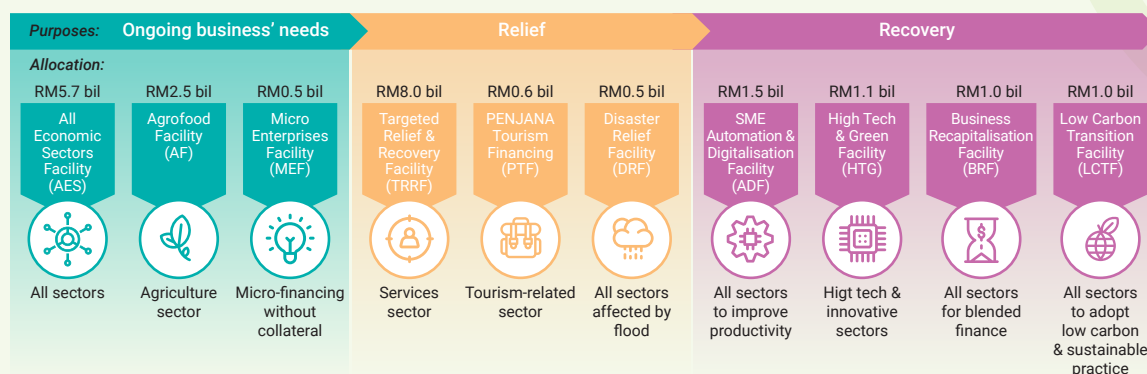 Purposes: Ongoing business' needs
Relief
Recovery
Allocation:
RM5.7 bil
All
Economic
Sectors
Facility
(AES)
All sectors
RM2.5 bil
Agrofood
Facility
(AF)
Agriculture
sector
RM0.5 bil
Micro
Enterprises
Facility
(MEF)
Micro-financing
without
collateral
RM8.0 bil
Targeted
Relief &
Recovery
Facility
(TRRF)
Services
sector
RM0.6 bil
PENJANA
Tourism
Financing
(PTF)
Tourism-related
sector
RM0.5 bil
Disaster
Relief
Facility
(DRF)
All sectors
affected by
flood
RM1.5 bil
SME
Automation &
Digitalisation
Facility
(ADF)
All sectors
to improve
productivity
RM1.1 bil
High Tech
& Green
Facility
(HTG)
Higt tech &
innovative
sectors
RM1.0 bil
Business
Recapitalisation
Facility
(BRF)
$
All sectors
for blended
finance
RM1.0 bil
Low Carbon
Transition
Facility
(LCTF)
All sectors
to adopt
low carbon
& sustainable
practice